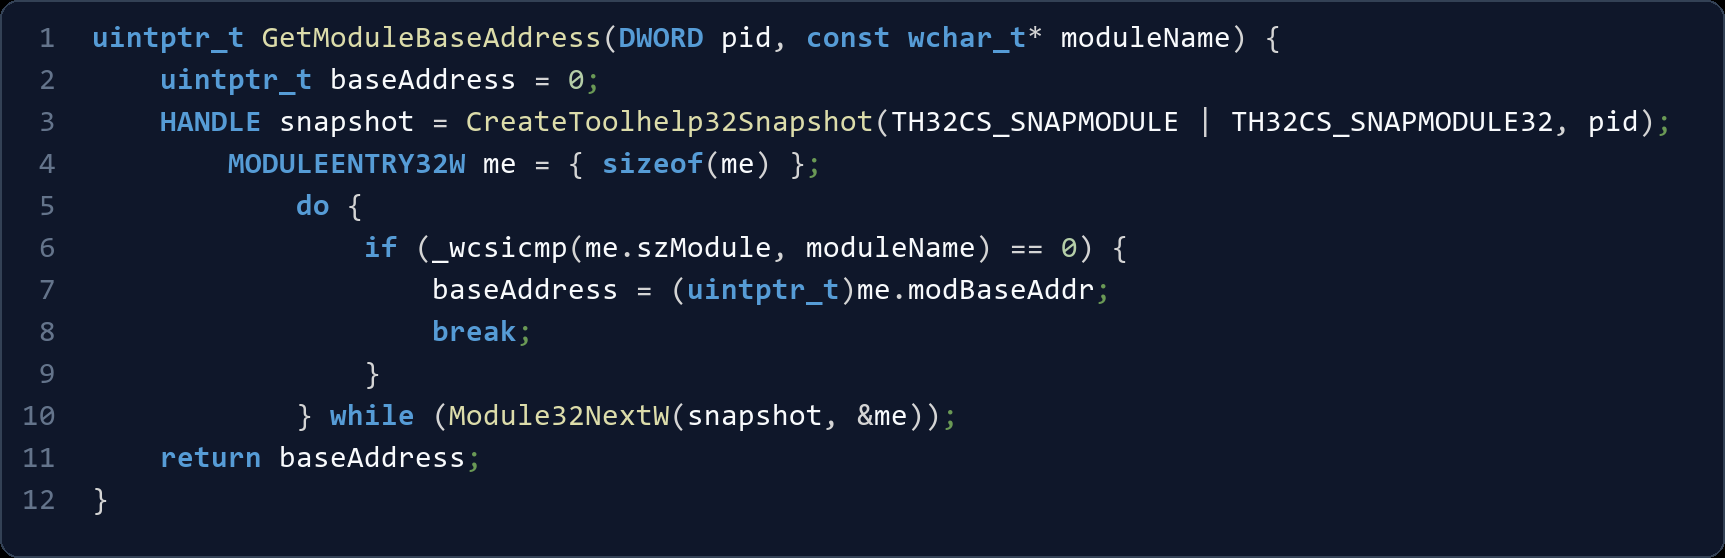 1 uintptr_t GetModuleBaseAddress(DWORD pid, const wchar_t* moduleName) {
2     uintptr_t baseAddress = 0;
3     HANDLE snapshot = CreateToolhelp32Snapshot(TH32CS_SNAPMODULE | TH32CS_SNAPMODULE32, pid);
4         MODULEENTRY32W me = { sizeof(me) };
5             do {
6                 if (_wcsicmp(me.szModule, moduleName) == 0) {
7                     baseAddress = (uintptr_t)me.modBaseAddr;
8                     break;
9                 }
10             } while (Module32NextW(snapshot, &me));
11     return baseAddress;
12 }